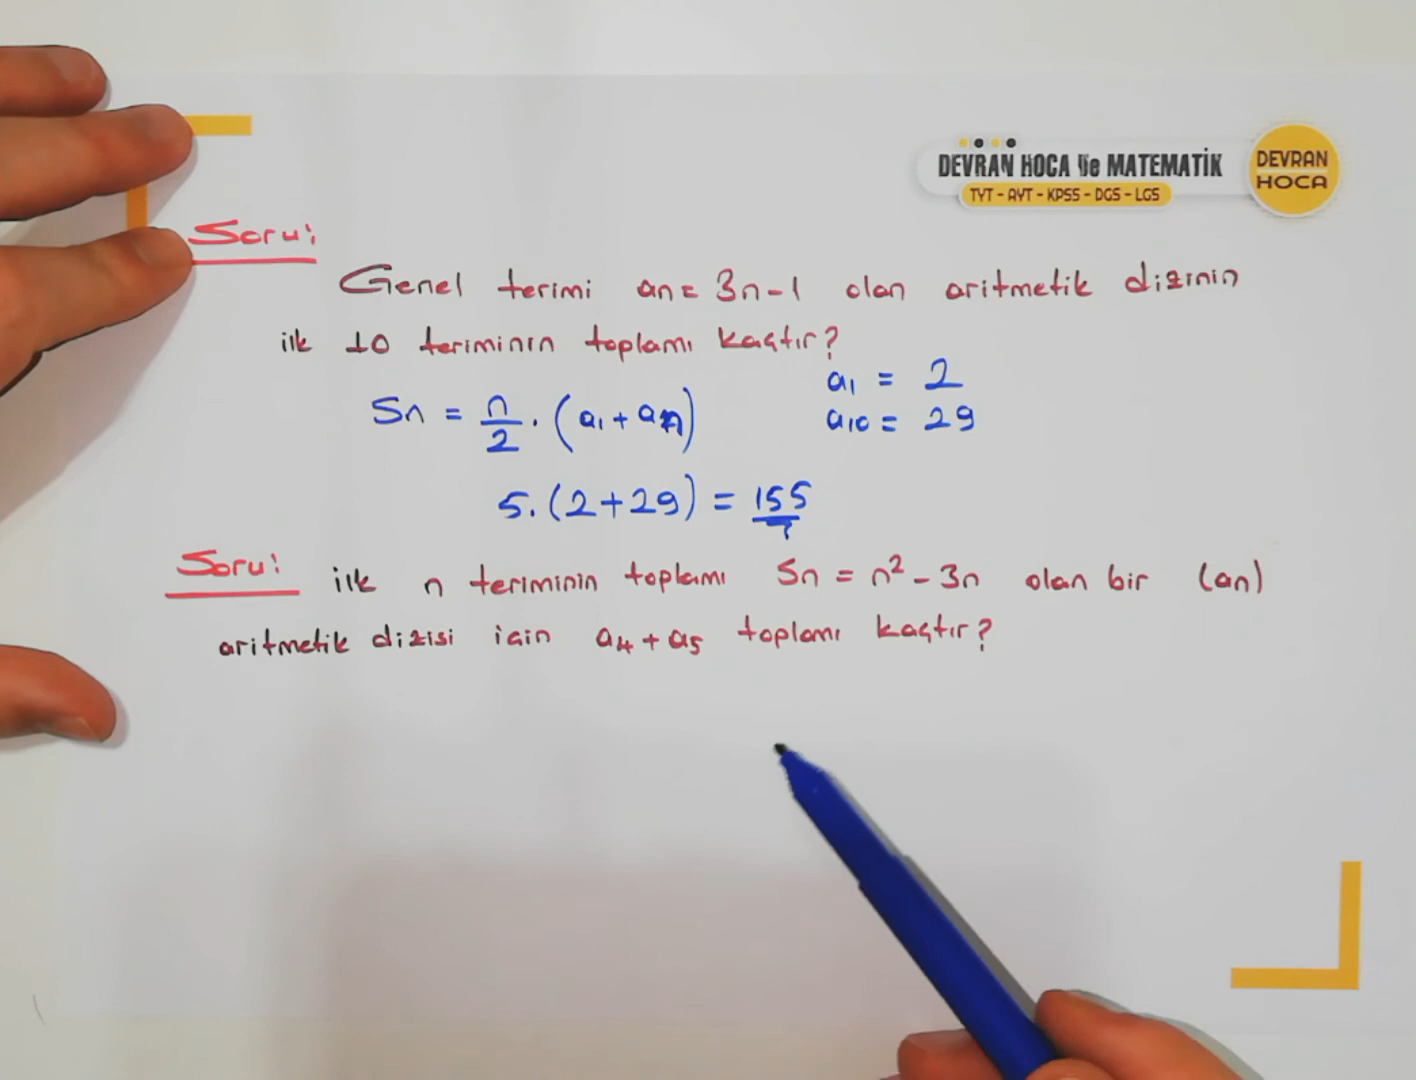 DEVRAN HOCA ile MATEMATİK
TYT - AYT - KPSS - DGS - LGS
DEVRAN
HOCA
Soru:
Genel terimi an = 3n-1 olan aritmetik dizinin
ilk 10 teriminin toplamı kaçtır?
a1 = 2
Sn = n/2 . (a1 + an)
a10 = 29
5.(2+29) = 155
Soru: ilk n teriminin toplamı Sn = n² - 3n olan bir (an)
aritmetik dizisi için a4 + a5 toplamı kaçtır?